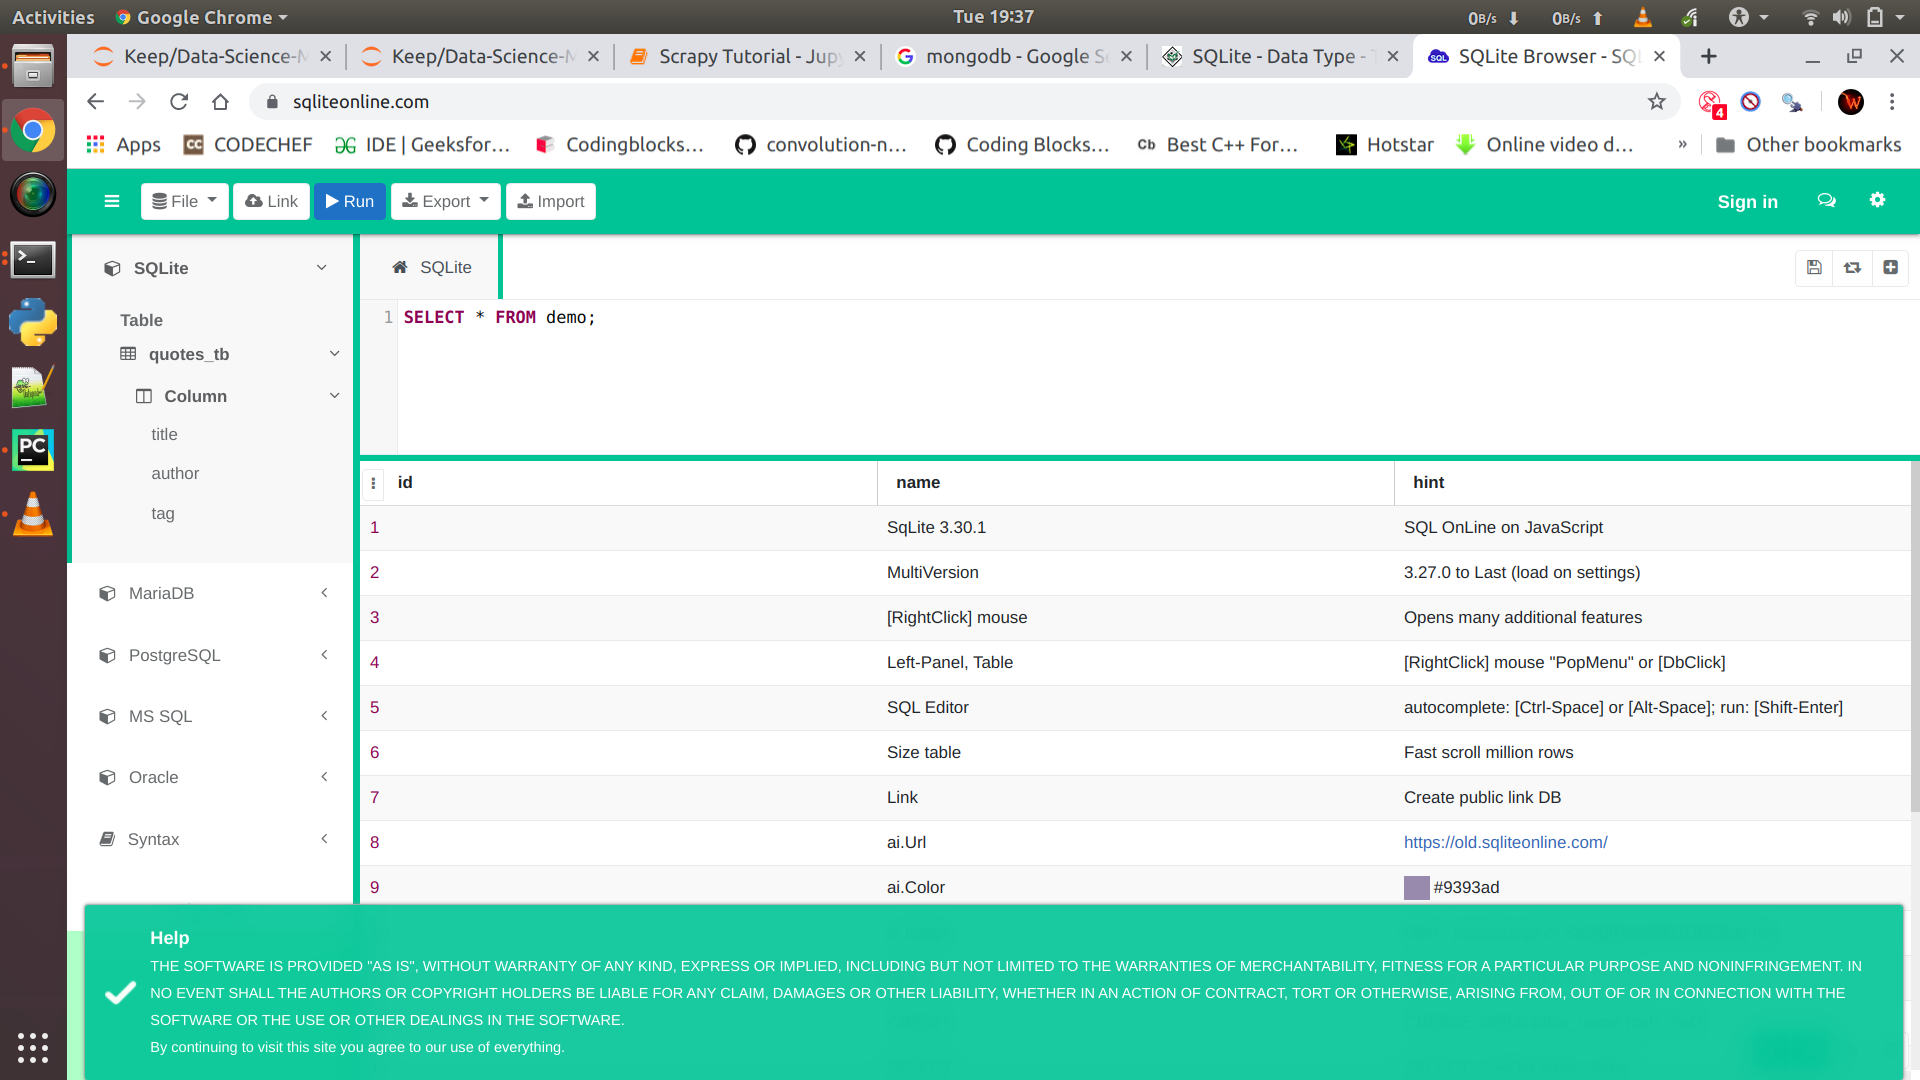 Activities Google Chrome Tue 19:37 0B/s 0B/s
Keep/Data-Science-M Keep/Data-Science-M Scrapy Tutorial - Jupy mongodb - Google Se SQLite - Data Type - T SQLite Browser - SQL
sqliteonline.com 4
Apps CODECHEF IDE | Geeksfor... Codingblocks... convolution-n... Coding Blocks... Cb Best C++ For... Hotstar Online video d... » Other bookmarks
File Link Run Export Import Sign in
SQLite
SQLite
Table
quotes_tb
Column
title
author
tag
MariaDB
PostgreSQL
MS SQL
Oracle
Syntax
1 SELECT * FROM demo;
id name hint
1 SqLite 3.30.1 SQL OnLine on JavaScript
2 MultiVersion 3.27.0 to Last (load on settings)
3 [RightClick] mouse Opens many additional features
4 Left-Panel, Table [RightClick] mouse "PopMenu" or [DbClick]
5 SQL Editor autocomplete: [Ctrl-Space] or [Alt-Space]; run: [Shift-Enter]
6 Size table Fast scroll million rows
7 Link Create public link DB
8 ai.Url https://old.sqliteonline.com/
9 ai.Color #9393ad
Help
THE SOFTWARE IS PROVIDED "AS IS", WITHOUT WARRANTY OF ANY KIND, EXPRESS OR IMPLIED, INCLUDING BUT NOT LIMITED TO THE WARRANTIES OF MERCHANTABILITY, FITNESS FOR A PARTICULAR PURPOSE AND NONINFRINGEMENT. IN
NO EVENT SHALL THE AUTHORS OR COPYRIGHT HOLDERS BE LIABLE FOR ANY CLAIM, DAMAGES OR OTHER LIABILITY, WHETHER IN AN ACTION OF CONTRACT, TORT OR OTHERWISE, ARISING FROM, OUT OF OR IN CONNECTION WITH THE
SOFTWARE OR THE USE OR OTHER DEALINGS IN THE SOFTWARE.
By continuing to visit this site you agree to our use of everything.